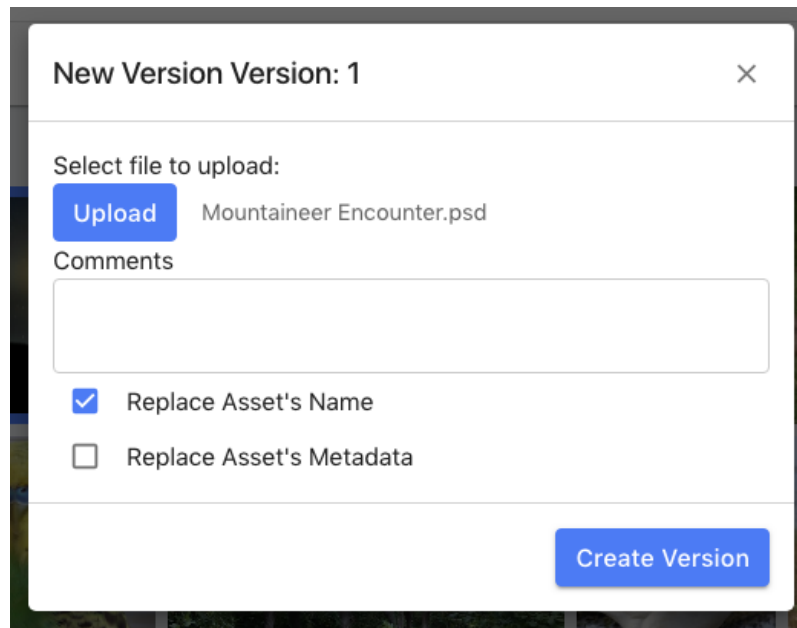 New Version Version: 1
Select file to upload:
Upload Mountaineer Encounter.psd
Comments
Replace Asset's Name
Replace Asset's Metadata
Create Version